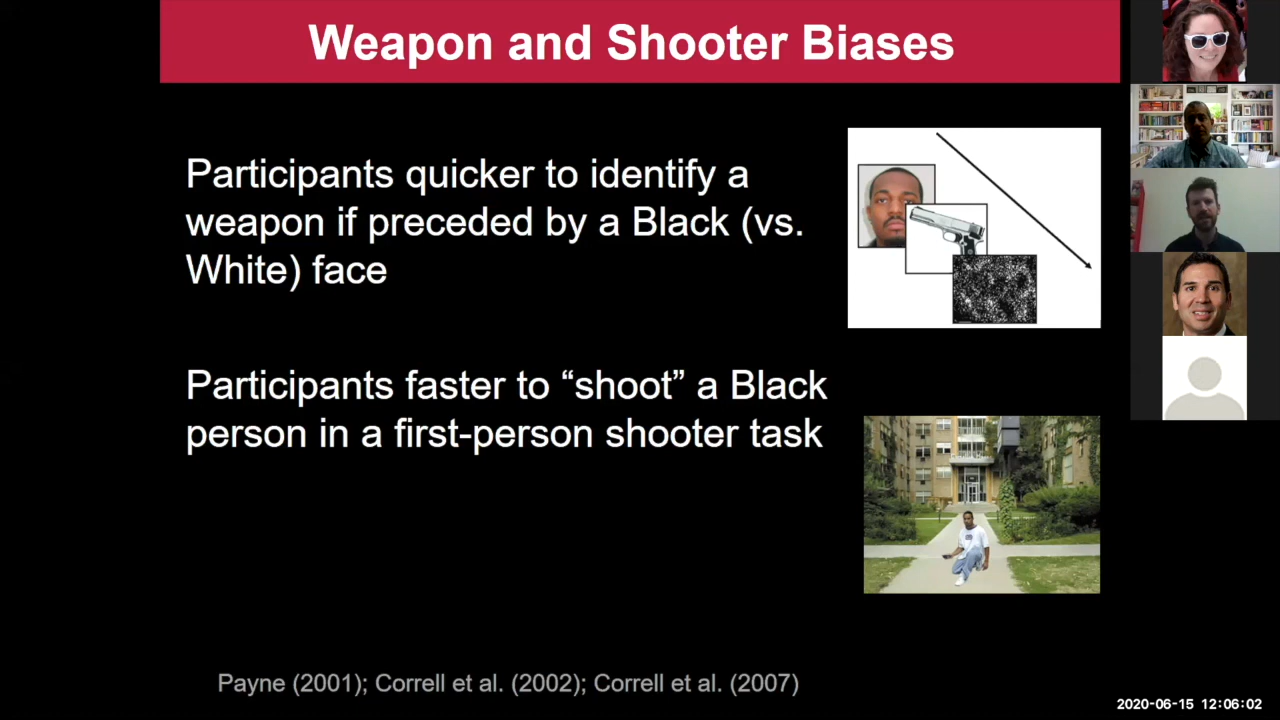 Weapon and Shooter Biases
Participants quicker to identify a
weapon if preceded by a Black (vs.
White) face
Participants faster to “shoot” a Black
person in a first-person shooter task
Payne (2001); Correll et al. (2002); Correll et al. (2007)
2020-06-15 12:06:02